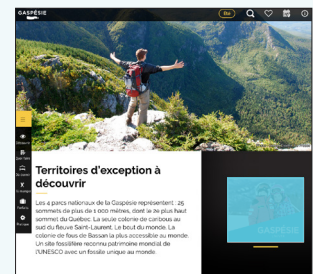 GASPÉSIE
Territoires d'exception à
découvrir
Les 4 parcs nationaux de la Gaspésie représentent : 25
sommets de plus de 1 000 mètres, dont le 2e plus haut
sommet du Québec. La seule colonie de caribous au
sud du fleuve Saint-Laurent. Le bout du monde. La
colonie de fous de Bassan la plus accessible au monde.
Un site fossilifère reconnu patrimoine mondial de
l'UNESCO avec un fossile unique au monde.
GASPÉSIE